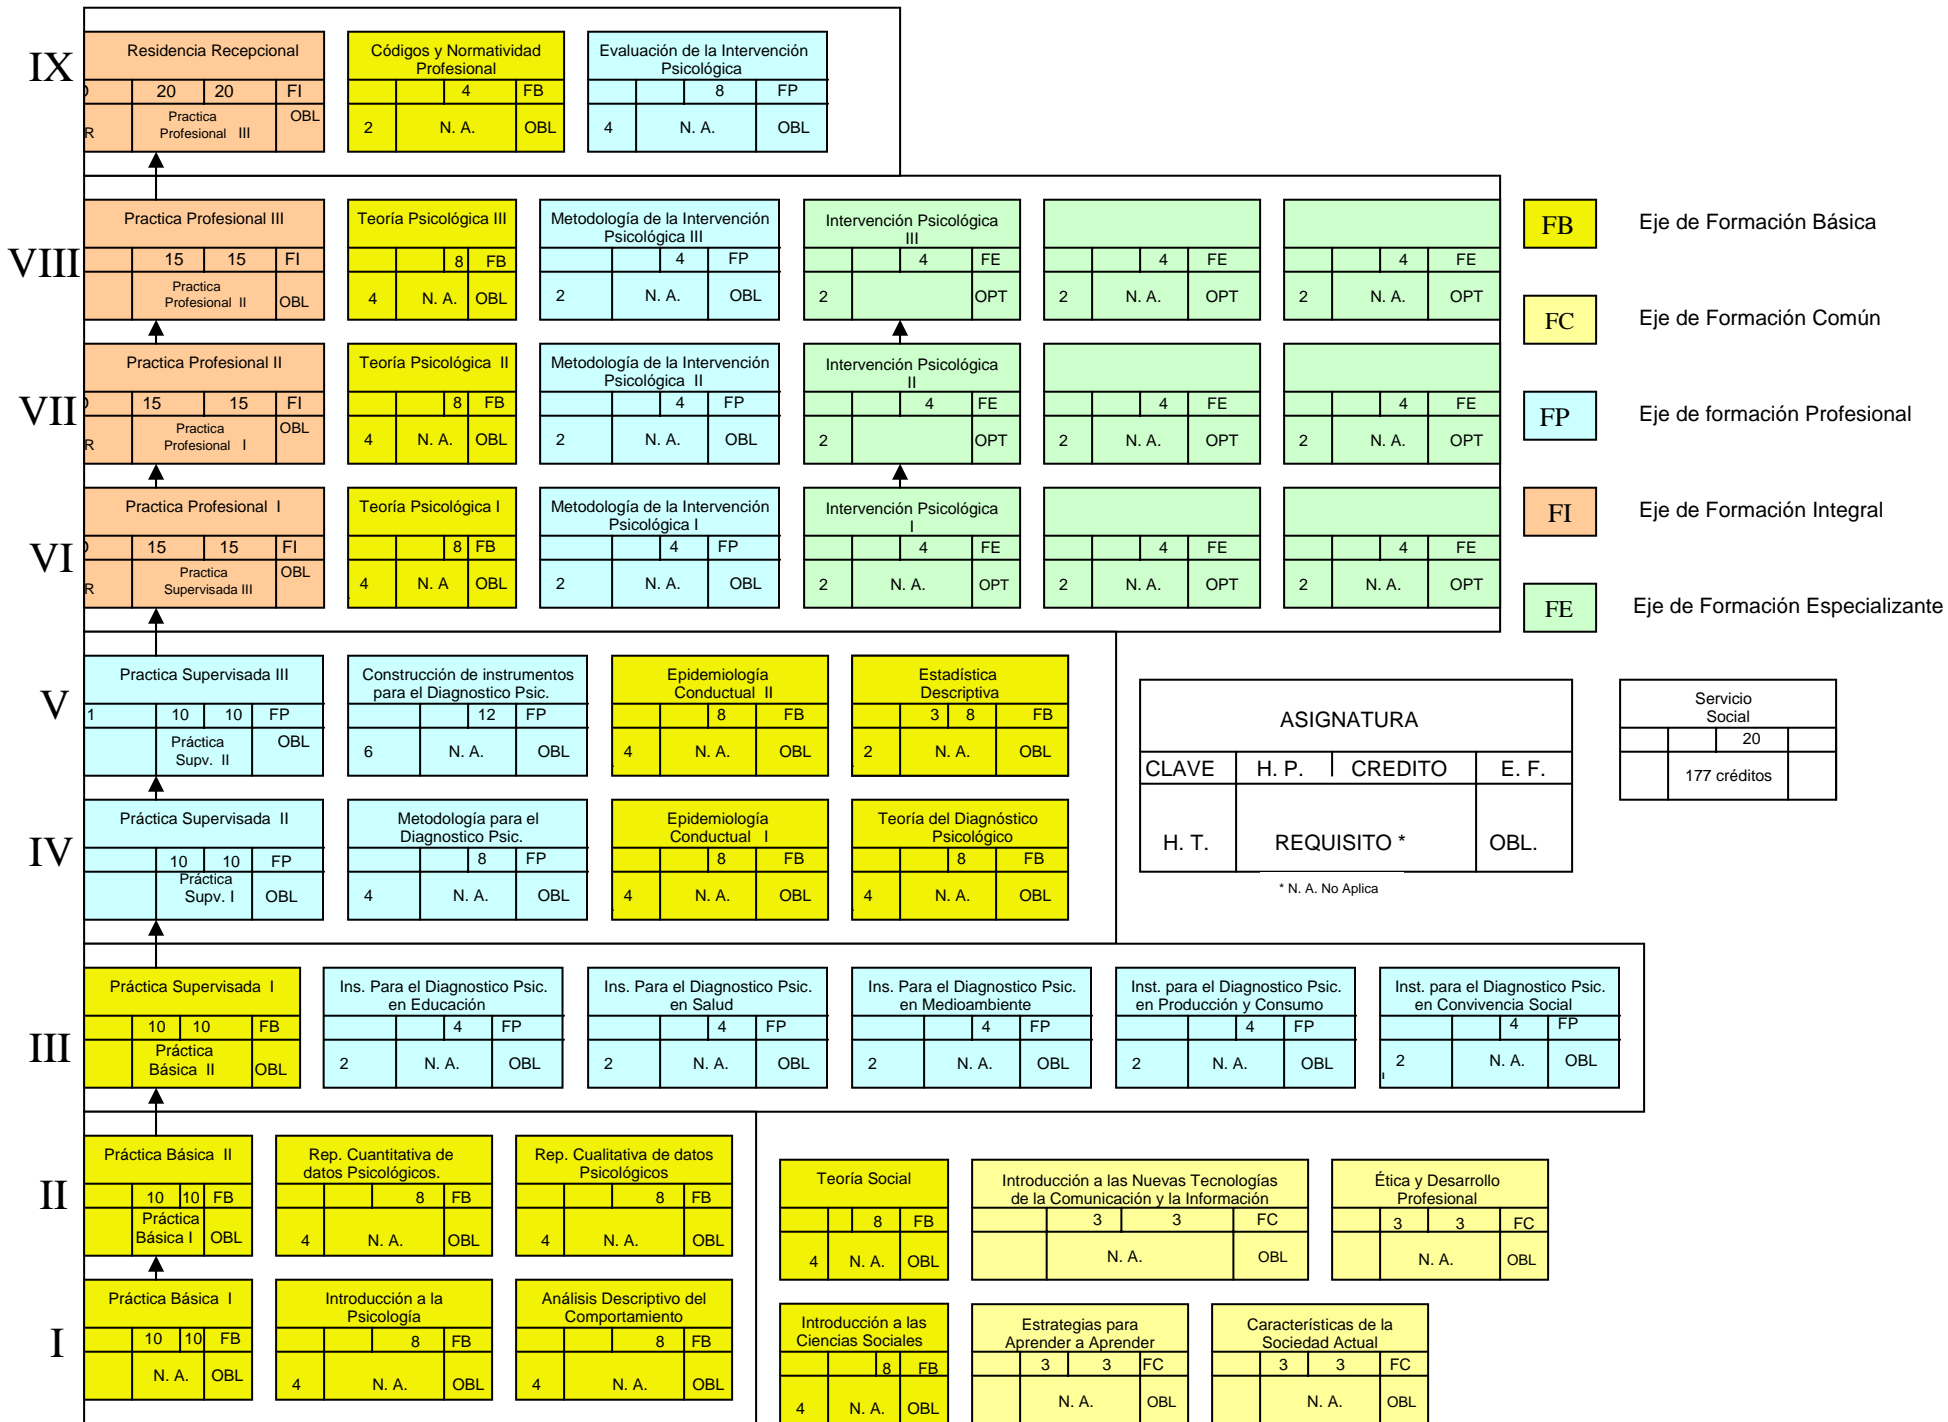 IX
Residencia Recepcional
20 20 FI
Practica
Profesional III
OBL
R
Códigos y Normatividad
Profesional
4 FB
2 N. A. OBL
Evaluación de la Intervención
Psicológica
8 FP
4 N. A. OBL
VIII
Practica Profesional III
15 15 FI
Practica
Profesional II
OBL
Teoría Psicológica III
8 FB
4 N. A. OBL
Metodología de la Intervención
Psicológica III
4 FP
2 N. A. OBL
Intervención Psicológica
III
4 FE
2 OPT
4 FE
2 N. A. OPT
4 FE
2 N. A. OPT
VII
Practica Profesional II
15 15 FI
Practica
Profesional I
OBL
R
Teoría Psicológica II
8 FB
4 N. A. OBL
Metodología de la Intervención
Psicológica II
4 FP
2 N. A. OBL
Intervención Psicológica
II
4 FE
2 OPT
4 FE
2 N. A. OPT
4 FE
2 N. A. OPT
VI
Practica Profesional I
15 15 FI
Practica
Supervisada III
OBL
R
Teoría Psicológica I
8 FB
4 N. A OBL
Metodología de la Intervención
Psicológica I
4 FP
2 N. A. OBL
Intervención Psicológica
I
4 FE
2 N. A. OPT
4 FE
2 N. A. OPT
4 FE
2 N. A. OPT
FB Eje de Formación Básica
FC Eje de Formación Común
FP Eje de formación Profesional
FI Eje de Formación Integral
FE Eje de Formación Especializante
V
Practica Supervisada III
1 10 10 FP
Práctica
Supv. II
OBL
Construcción de instrumentos
para el Diagnostico Psic.
12 FP
6 N. A. OBL
Epidemiología
Conductual II
8 FB
4 N. A. OBL
Estadística
Descriptiva
3 8 FB
2 N. A. OBL
ASIGNATURA
CLAVE H. P. CREDITO E. F.
H. T. REQUISITO * OBL.
* N. A. No Aplica
Servicio
Social
20
177 créditos
IV
Práctica Supervisada II
10 10 FP
Práctica
Supv. I OBL
Metodología para el
Diagnostico Psic.
8 FP
4 N. A. OBL
Epidemiología
Conductual I
8 FB
4 N. A. OBL
Teoría del Diagnóstico
Psicológico
8 FB
4 N. A. OBL
III
Práctica Supervisada I
10 10 FB
Práctica
Básica II OBL
Ins. Para el Diagnostico Psic.
en Educación
4 FP
2 N. A. OBL
Ins. Para el Diagnostico Psic.
en Salud
4 FP
2 N. A. OBL
Ins. Para el Diagnostico Psic.
en Medioambiente
4 FP
2 N. A. OBL
Inst. para el Diagnostico Psic.
en Producción y Consumo
4 FP
2 N. A. OBL
Inst. para el Diagnostico Psic.
en Convivencia Social
4 FP
2 N. A. OBL
II
Práctica Básica II
10 10 FB
Práctica
Básica I OBL
Rep. Cuantitativa de
datos Psicológicos.
8 FB
4 N. A. OBL
Rep. Cualitativa de datos
Psicológicos
8 FB
4 N. A. OBL
Teoría Social
8 FB
4 N. A. OBL
Introducción a las Nuevas Tecnologías
de la Comunicación y la Información
3 3 FC
N. A. OBL
Ética y Desarrollo
Profesional
3 3 FC
N. A. OBL
I
Práctica Básica I
10 10 FB
N. A. OBL
Introducción a la
Psicología
8 FB
4 N. A. OBL
Análisis Descriptivo del
Comportamiento
8 FB
4 N. A. OBL
Introducción a las
Ciencias Sociales
8 FB
4 N. A. OBL
Estrategias para
Aprender a Aprender
3 3 FC
N. A. OBL
Características de la
Sociedad Actual
3 3 FC
N. A. OBL